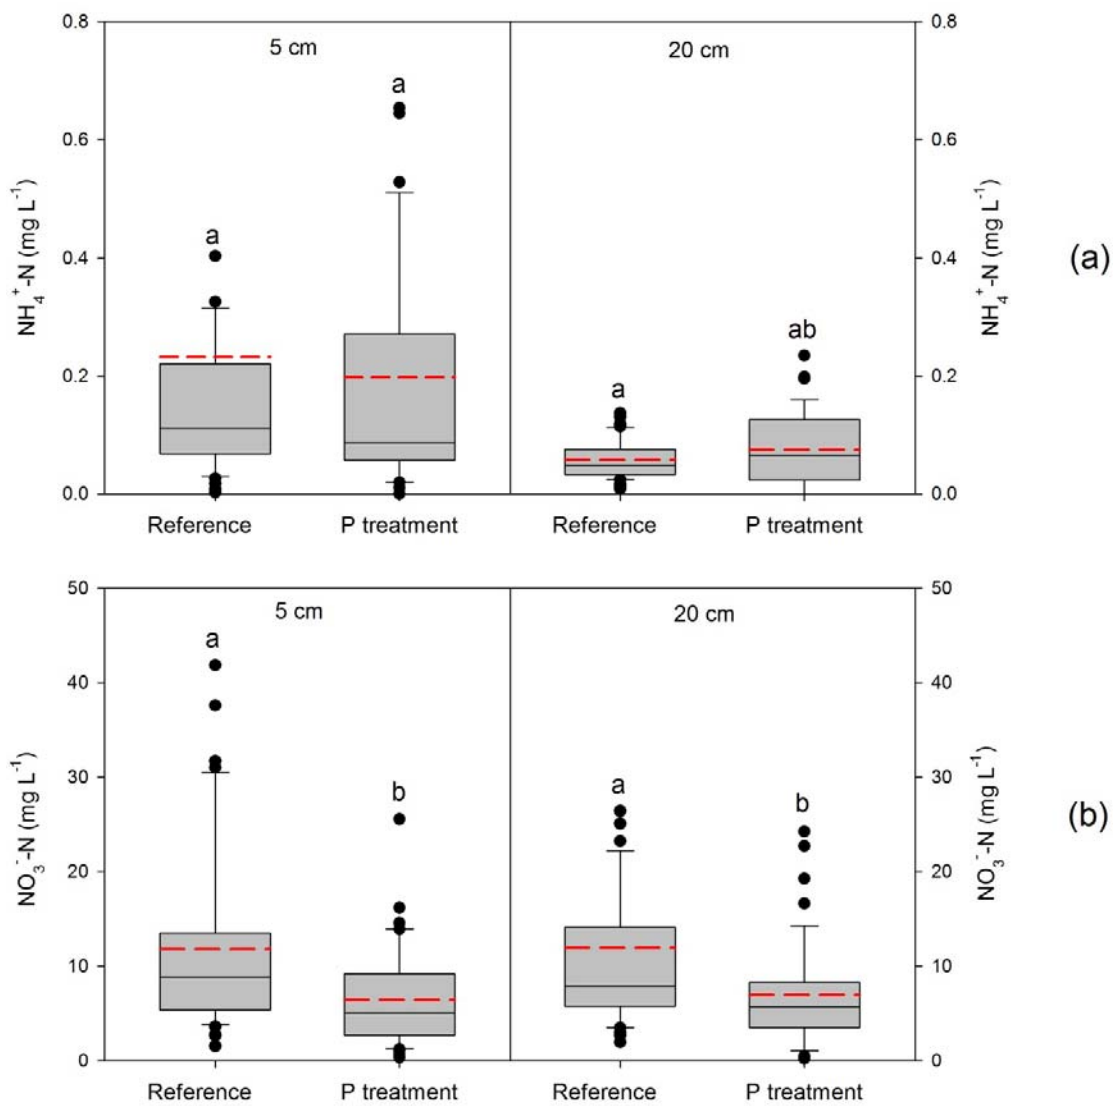 0.8
0.6
0.4
0.2
0.0
NH₄⁺-N (mg L⁻¹)
5 cm
a
a
Reference
P treatment
20 cm
a
ab
Reference
P treatment
0.8
0.6
0.4
0.2
0.0
NH₄⁺-N (mg L⁻¹)
(a)
50
40
30
20
10
0
NO₃⁻-N (mg L⁻¹)
5 cm
a
b
Reference
P treatment
20 cm
a
b
Reference
P treatment
50
40
30
20
10
0
NO₃⁻-N (mg L⁻¹)
(b)